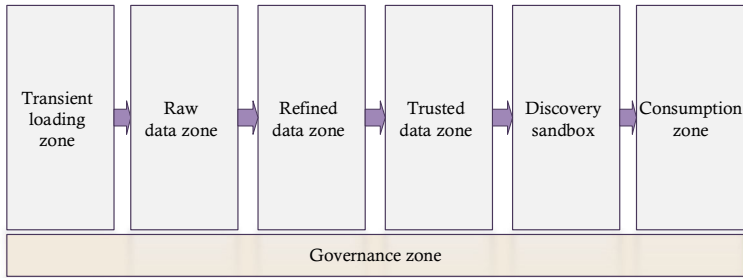 Transient
loading
zone
Raw
data zone
Refined
data zone
Trusted
data zone
Discovery
sandbox
Consumption
zone
Governance zone